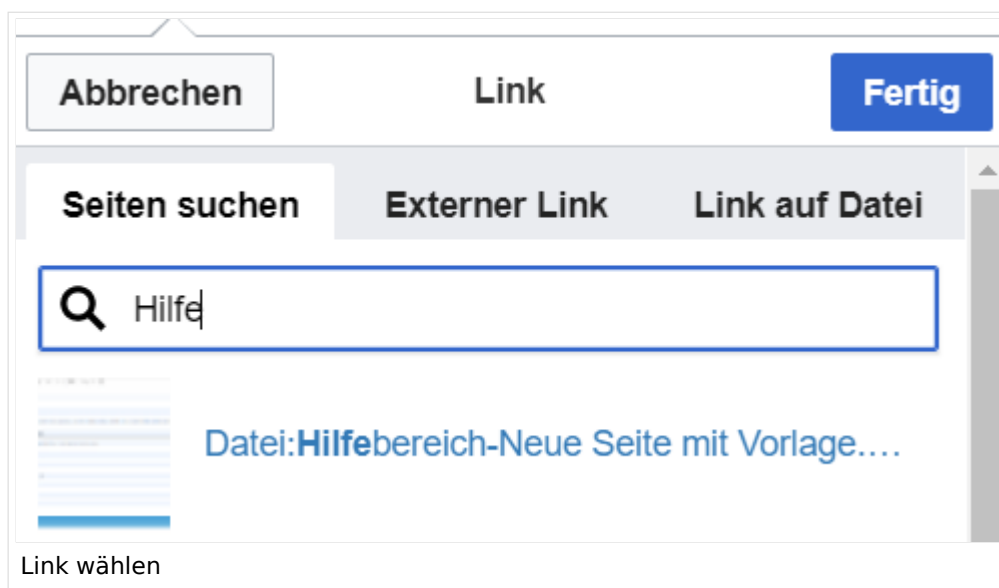 Abbrechen Link Fertig
Seiten suchen Externer Link Link auf Datei
Hilfe
Datei:Hilfebereich-Neue Seite mit Vorlage.…
Link wählen